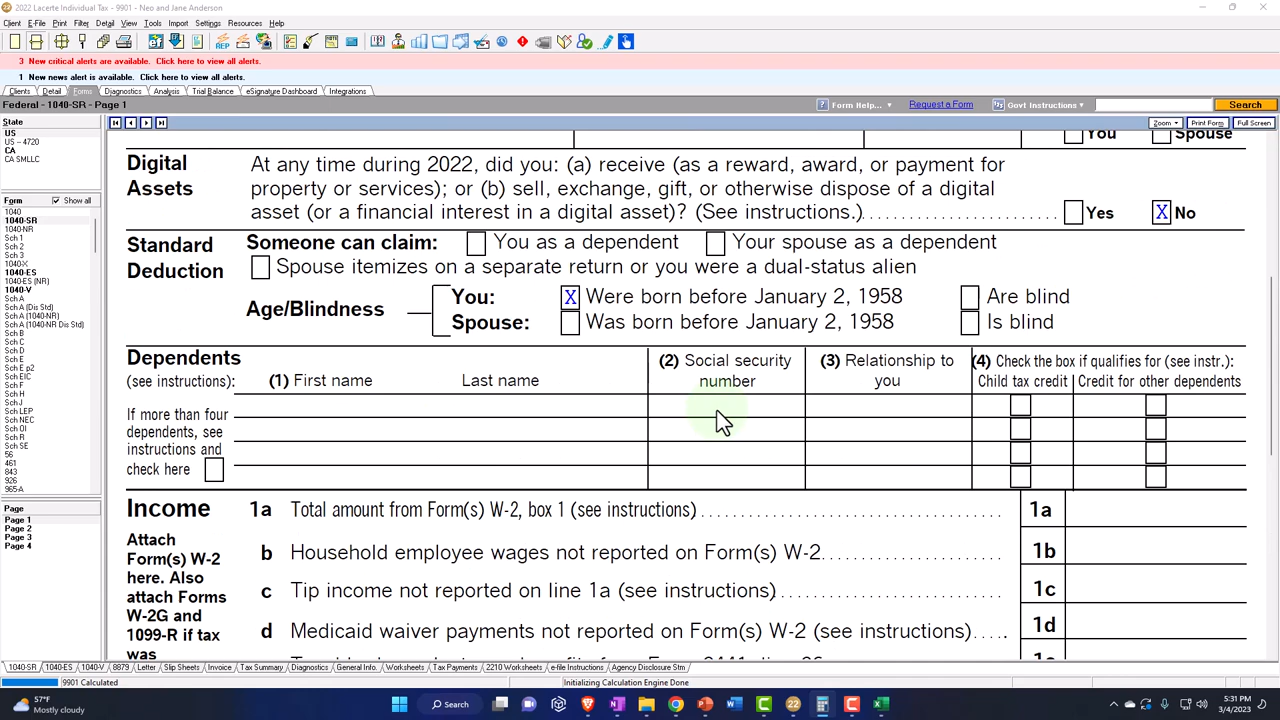 2022 Lacerte Individual Tax - 9901 - Neo and Jane Anderson
Client E-File Print Filter Detail View Tools Import Settings Resources Help
3 New critical alerts are available. Click here to view all alerts.
1 New news alert is available. Click here to view all alerts.
Clients Detail Forms Diagnostics Analysis Trial Balance eSignature Dashboard Integrations
Federal - 1040-SR - Page 1
Form Help... Request a Form Govt Instructions Search
Zoom Print Form Full Screen
State
US
US - 4720
CA
CA SMLLC
Form Show all
1040
1040-SR
1040-NR
Sch 1
Sch 2
Sch 3
1040-X
1040-ES
1040-ES (NR)
1040-V
Sch A
Sch A (Dis Std)
Sch A (1040-NR)
Sch A (1040-NR Dis Std)
Sch B
Sch C
Sch D
Sch E
Sch E p2
Sch EIC
Sch F
Sch H
Sch J
Sch LEP
Sch NEC
Sch OI
Sch R
Sch SE
56
461
843
926
965-A
Page
Page 1
Page 2
Page 3
Page 4
You Spouse
Digital Assets
At any time during 2022, did you: (a) receive (as a reward, award, or payment for
property or services); or (b) sell, exchange, gift, or otherwise dispose of a digital
asset (or a financial interest in a digital asset)? (See instructions.) Yes X No
Standard Deduction
Someone can claim: You as a dependent Your spouse as a dependent
Spouse itemizes on a separate return or you were a dual-status alien
Age/Blindness
You: X Were born before January 2, 1958 Are blind
Spouse: Was born before January 2, 1958 Is blind
Dependents
(see instructions):
(1) First name Last name
(2) Social security
number
(3) Relationship to
you
(4) Check the box if qualifies for (see instr.):
Child tax credit Credit for other dependents
If more than four
dependents, see
instructions and
check here
Income
Attach
Form(s) W-2
here. Also
attach Forms
W-2G and
1099-R if tax
was
1a Total amount from Form(s) W-2, box 1 (see instructions) 1a
b Household employee wages not reported on Form(s) W-2 1b
c Tip income not reported on line 1a (see instructions) 1c
d Medicaid waiver payments not reported on Form(s) W-2 (see instructions) 1d
1040-SR 1040-ES 1040-V 8879 Letter Slip Sheets Invoice Tax Summary Diagnostics General Info. Worksheets Tax Payments 2210 Worksheets e-file Instructions Agency Disclosure Stm
9901 Calculated Initializing Calculation Engine Done
57°F
Mostly cloudy
Search
5:31 PM
3/4/2023